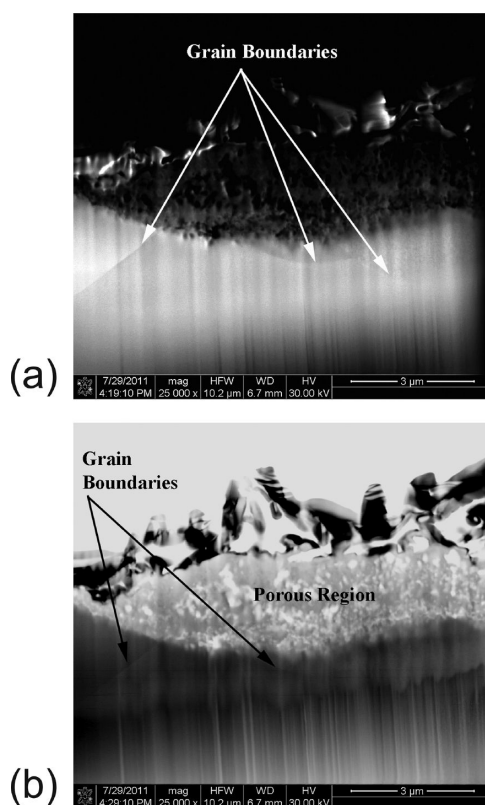 (a)
Grain Boundaries
7/29/2011 mag HFW WD HV
4:19:10 PM 25 000 x 10.2 µm 6.7 mm 30.00 kV 3 µm
(b)
Grain
Boundaries
Porous Region
7/29/2011 mag HFW WD HV
4:29:10 PM 25 000 x 10.2 µm 6.7 mm 30.00 kV 3 µm